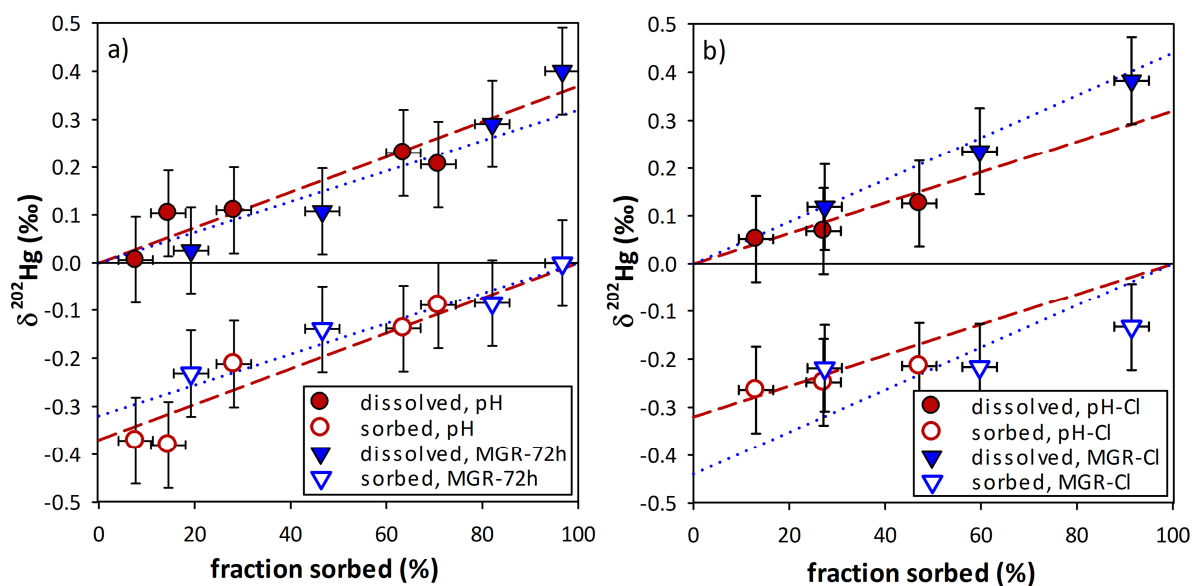 a)
δ²⁰²Hg (‰)
0.5
0.4
0.3
0.2
0.1
0.0
-0.1
-0.2
-0.3
-0.4
-0.5
dissolved, pH
sorbed, pH
dissolved, MGR-72h
sorbed, MGR-72h
0 20 40 60 80 100
fraction sorbed (%)
b)
δ²⁰²Hg (‰)
0.5
0.4
0.3
0.2
0.1
0.0
-0.1
-0.2
-0.3
-0.4
-0.5
dissolved, pH-Cl
sorbed, pH-Cl
dissolved, MGR-Cl
sorbed, MGR-Cl
0 20 40 60 80 100
fraction sorbed (%)